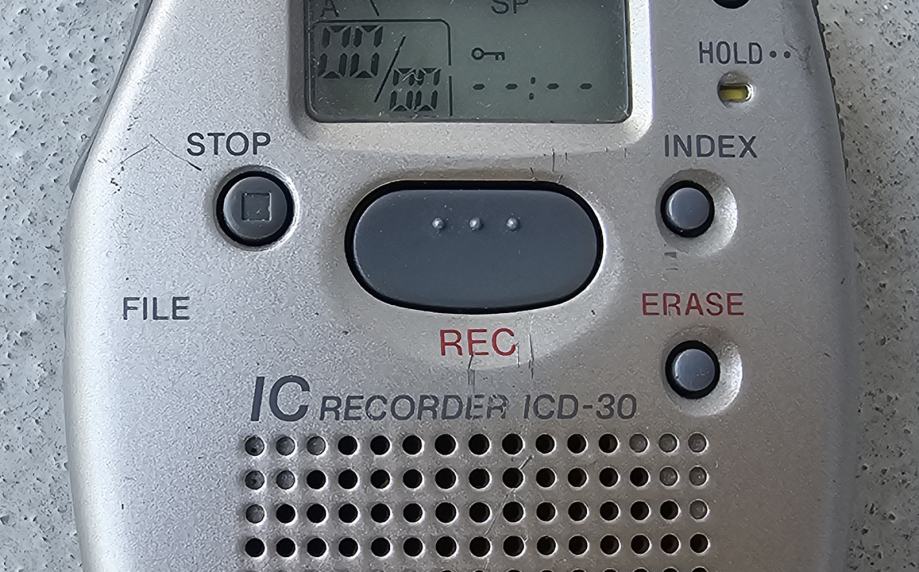 A SP
00/00
--:--
HOLD••
STOP
INDEX
FILE
ERASE
REC
IC RECORDER ICD-30